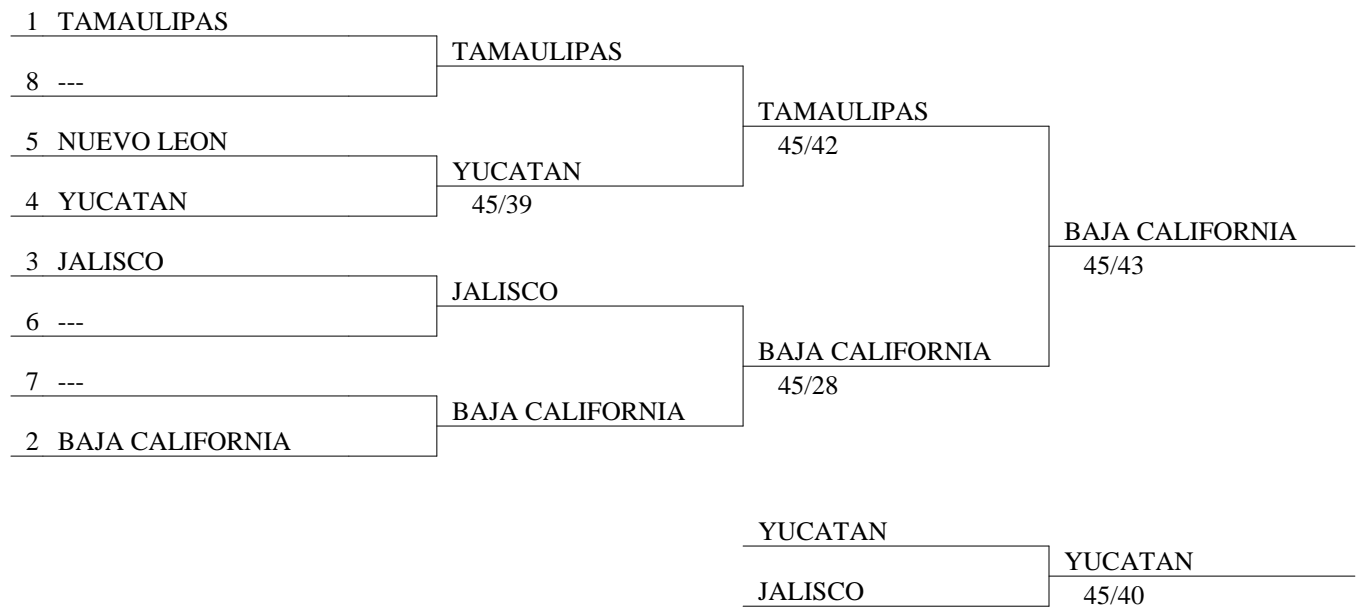 1 TAMAULIPAS
TAMAULIPAS
8 ---
TAMAULIPAS
45/42
5 NUEVO LEON
YUCATAN
45/39
4 YUCATAN
BAJA CALIFORNIA
45/43
3 JALISCO
JALISCO
6 ---
BAJA CALIFORNIA
45/28
7 ---
BAJA CALIFORNIA
2 BAJA CALIFORNIA
YUCATAN
YUCATAN
45/40
JALISCO